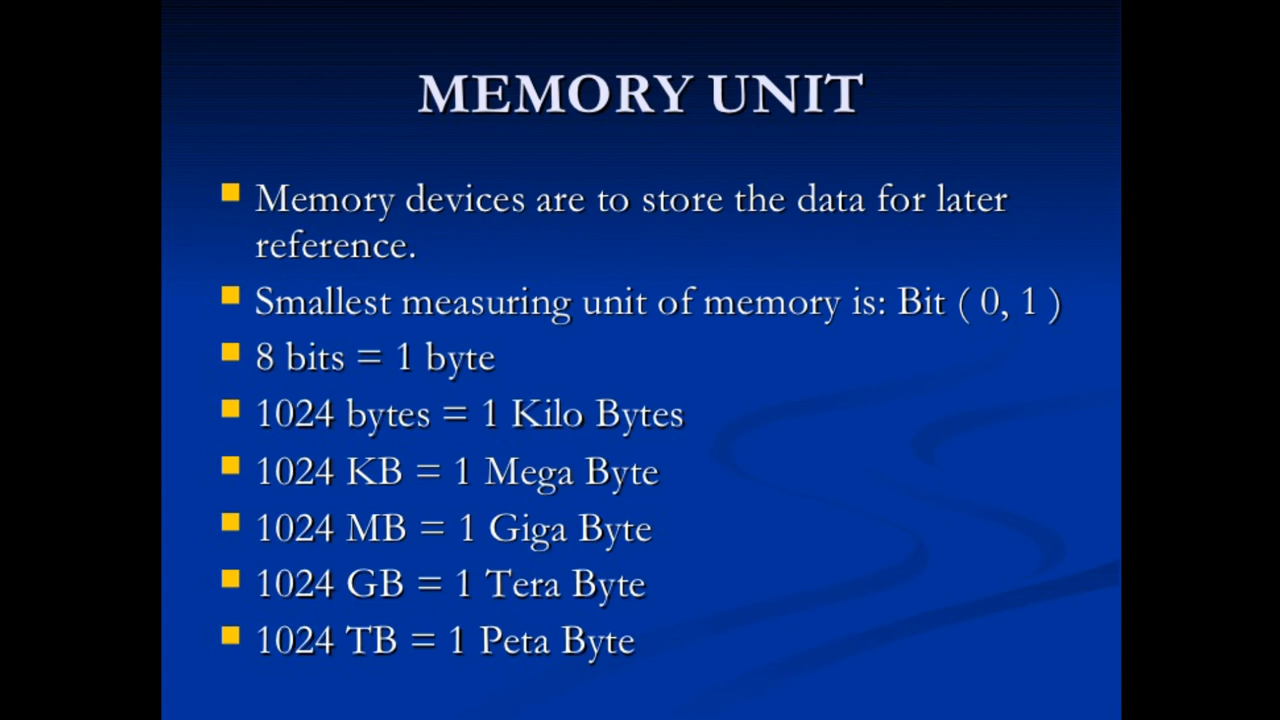 MEMORY UNIT
Memory devices are to store the data for later
reference.
Smallest measuring unit of memory is: Bit ( 0, 1 )
8 bits = 1 byte
1024 bytes = 1 Kilo Bytes
1024 KB = 1 Mega Byte
1024 MB = 1 Giga Byte
1024 GB = 1 Tera Byte
1024 TB = 1 Peta Byte